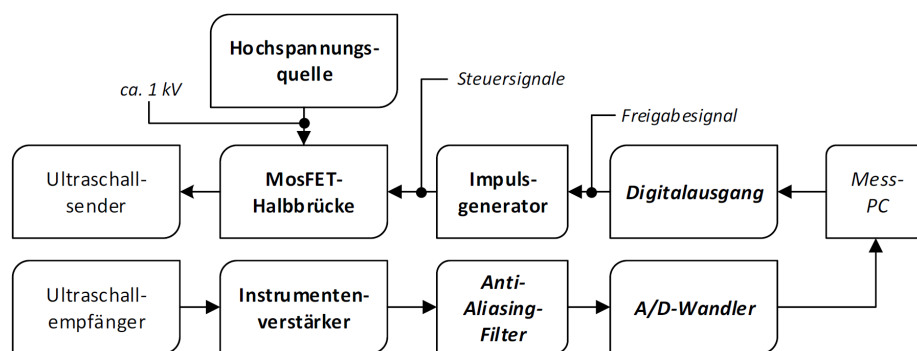 Hochspannungs-
quelle
ca. 1 kV
Steuersignale
Freigabesignal
Ultraschall-
sender
MosFET-
Halbbrücke
Impuls-
generator
Digitalausgang
Mess-
PC
Ultraschall-
empfänger
Instrumenten-
verstärker
Anti-
Aliasing-
Filter
A/D-Wandler